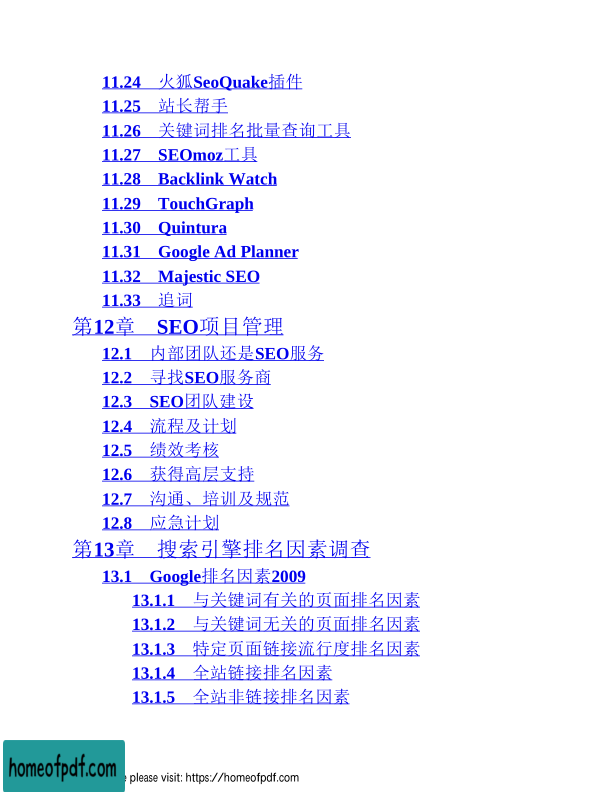 11.24 火狐SeoQuake插件
11.25 站长帮手
11.26 关键词排名批量查询工具
11.27 SEOmoz工具
11.28 Backlink Watch
11.29 TouchGraph
11.30 Quintura
11.31 Google Ad Planner
11.32 Majestic SEO
11.33 追词
第12章 SEO项目管理
12.1 内部团队还是SEO服务
12.2 寻找SEO服务商
12.3 SEO团队建设
12.4 流程及计划
12.5 绩效考核
12.6 获得高层支持
12.7 沟通、培训及规范
12.8 应急计划
第13章 搜索引擎排名因素调查
13.1 Google排名因素2009
13.1.1 与关键词有关的页面排名因素
13.1.2 与关键词无关的页面排名因素
13.1.3 特定页面链接流行度排名因素
13.1.4 全站链接排名因素
13.1.5 全站非链接排名因素
homeofpdf.com
please visit: https://homeofpdf.com